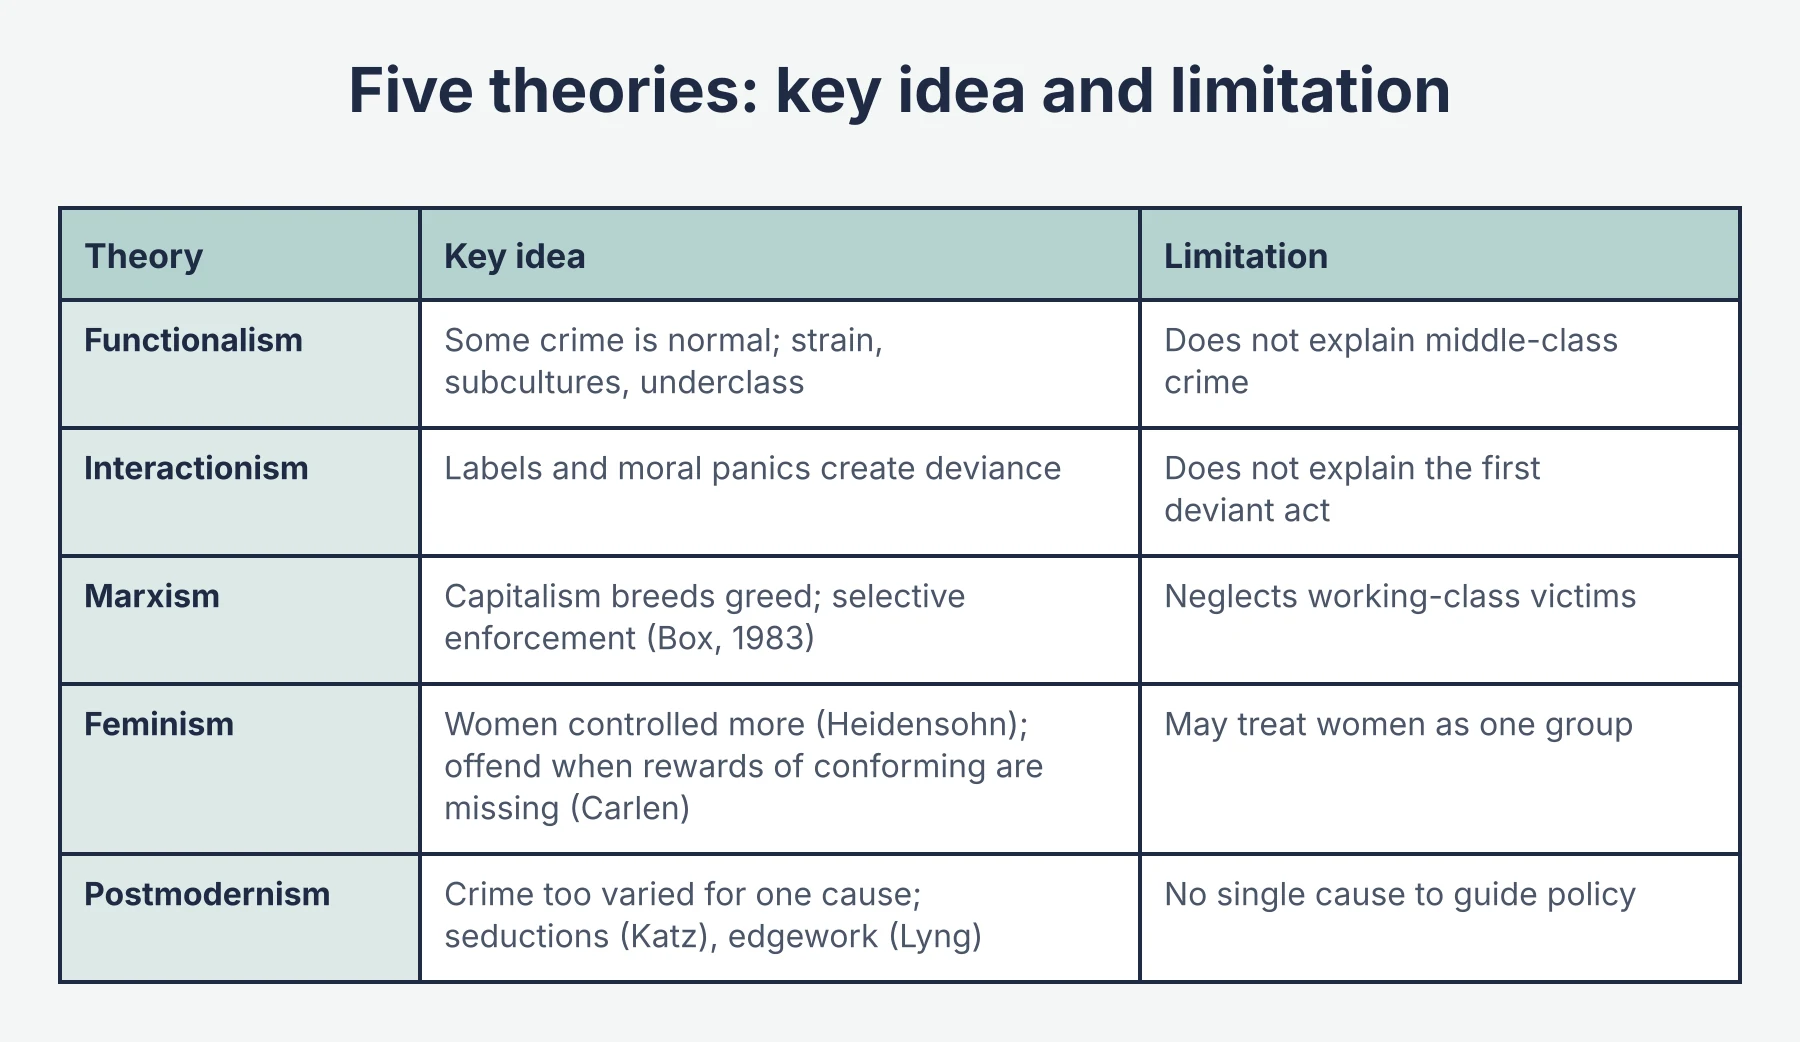 Five theories: key idea and limitation
Theory
Key idea
Limitation
Functionalism
Some crime is normal; strain,
subcultures, underclass
Does not explain middle-class
crime
Interactionism
Labels and moral panics create deviance
Does not explain the first
deviant act
Marxism
Capitalism breeds greed; selective
enforcement (Box, 1983)
Neglects working-class victims
Feminism
Women controlled more (Heidensohn);
offend when rewards of conforming are
missing (Carlen)
May treat women as one group
Postmodernism
Crime too varied for one cause;
seductions (Katz), edgework (Lyng)
No single cause to guide policy